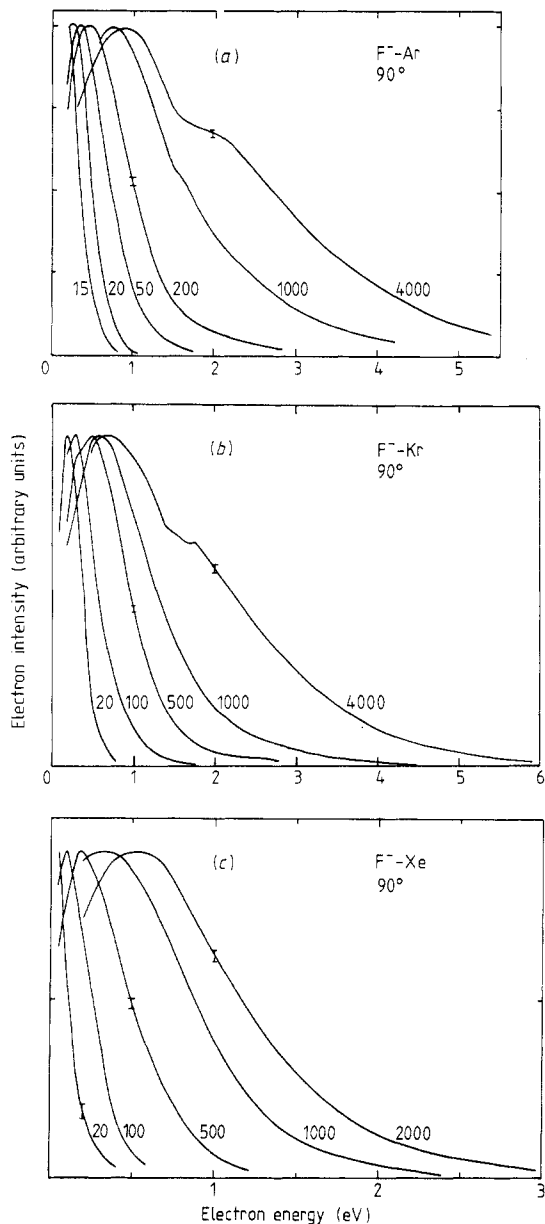 (a)
F⁻-Ar
90°
15 20 50 200 1000 4000
0 1 2 3 4 5
(b)
F⁻-Kr
90°
20 100 500 1000 4000
0 1 2 3 4 5 6
(c)
F⁻-Xe
90°
20 100 500 1000 2000
0 1 2 3
Electron intensity (arbitrary units)
Electron energy (eV)